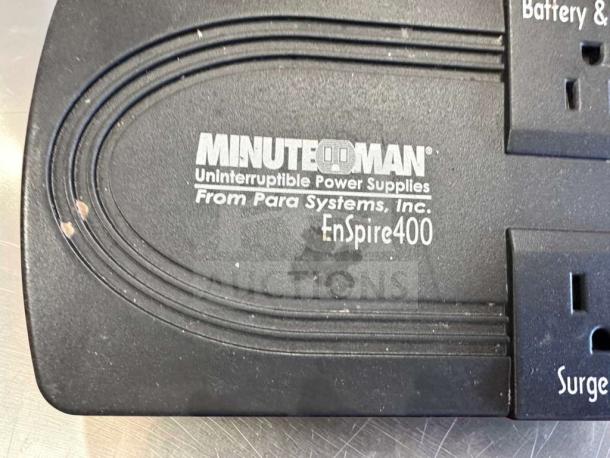 Battery &
MINUTEMAN®
Uninterruptible Power Supplies
From Para Systems, Inc.
EnSpire400
AUCTIONS
Surge